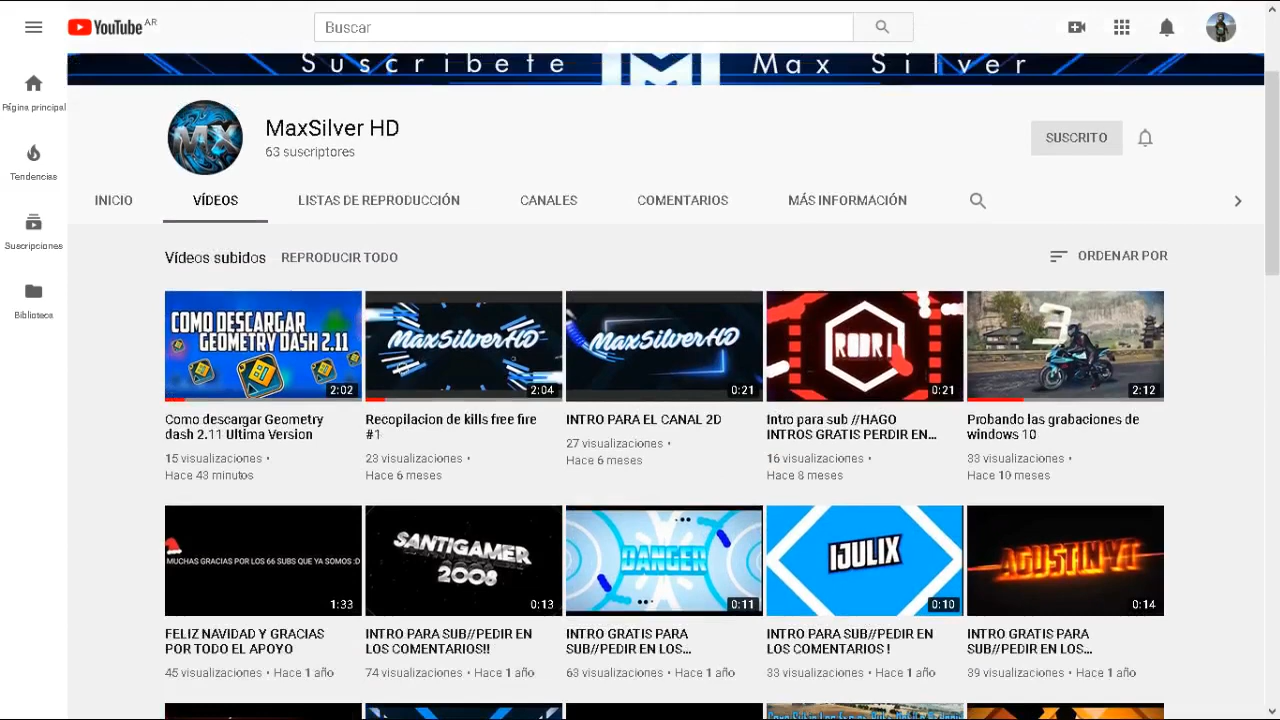 YouTube AR
Buscar
Suscribete Max Silver
Página principal
Tendencias
Suscripciones
Biblioteca
MX
MaxSilver HD
63 suscriptores
SUSCRITO
INICIO
VÍDEOS
LISTAS DE REPRODUCCIÓN
CANALES
COMENTARIOS
MÁS INFORMACIÓN
Vídeos subidos
REPRODUCIR TODO
ORDENAR POR
COMO DESCARGAR
GEOMETRY DASH 2.11
2:02
Como descargar Geometry
dash 2.11 Ultima Version
15 visualizaciones •
Hace 43 minutos
MaxSilverHD
2:04
Recopilacion de kills free fire
#1
23 visualizaciones •
Hace 6 meses
MaxSilverHD
0:21
INTRO PARA EL CANAL 2D
27 visualizaciones •
Hace 6 meses
RODRI
0:21
Intro para sub //HAGO
INTROS GRATIS PERDIR EN...
16 visualizaciones •
Hace 8 meses
3
2:12
Probando las grabaciones de
windows 10
33 visualizaciones •
Hace 10 meses
MUCHAS GRACIAS POR LOS 66 SUBS QUE YA SOMOS :D
1:33
FELIZ NAVIDAD Y GRACIAS
POR TODO EL APOYO
45 visualizaciones • Hace 1 año
SANTIGAMER
2008
0:13
INTRO PARA SUB//PEDIR EN
LOS COMENTARIOS!!
74 visualizaciones • Hace 1 año
DANGER
0:11
INTRO GRATIS PARA
SUB//PEDIR EN LOS...
63 visualizaciones • Hace 1 año
IJULIX
0:10
INTRO PARA SUB//PEDIR EN
LOS COMENTARIOS !
33 visualizaciones • Hace 1 año
AGUSTINYT
0:14
INTRO GRATIS PARA
SUB//PEDIR EN LOS...
39 visualizaciones • Hace 1 año